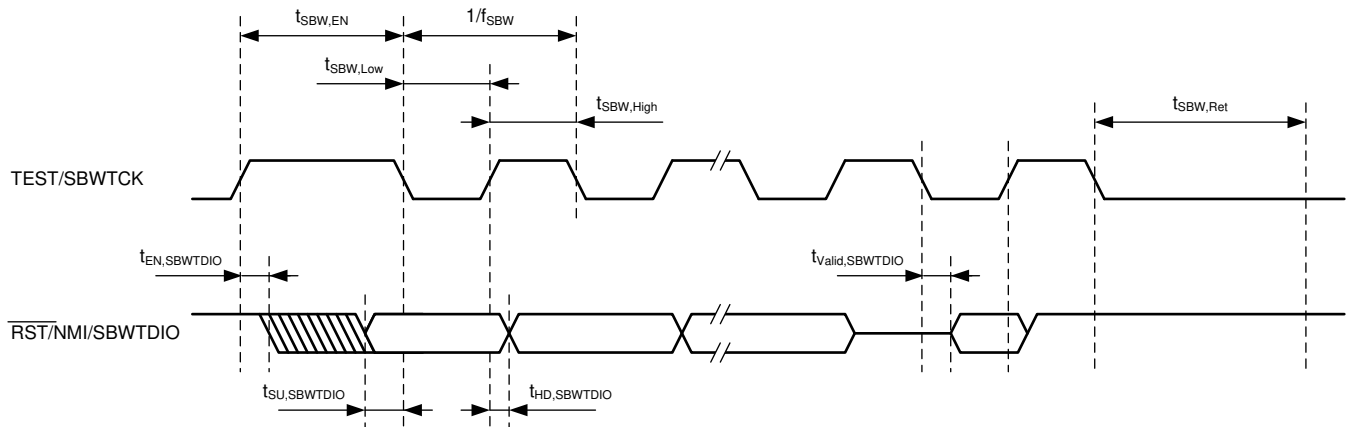 tSBW,EN
1/fSBW
tSBW,Low
tSBW,High
tSBW,Ret
TEST/SBWTCK
tEN,SBWTDIO
tValid,SBWTDIO
RST/NMI/SBWTDIO
tSU,SBWTDIO
tHD,SBWTDIO